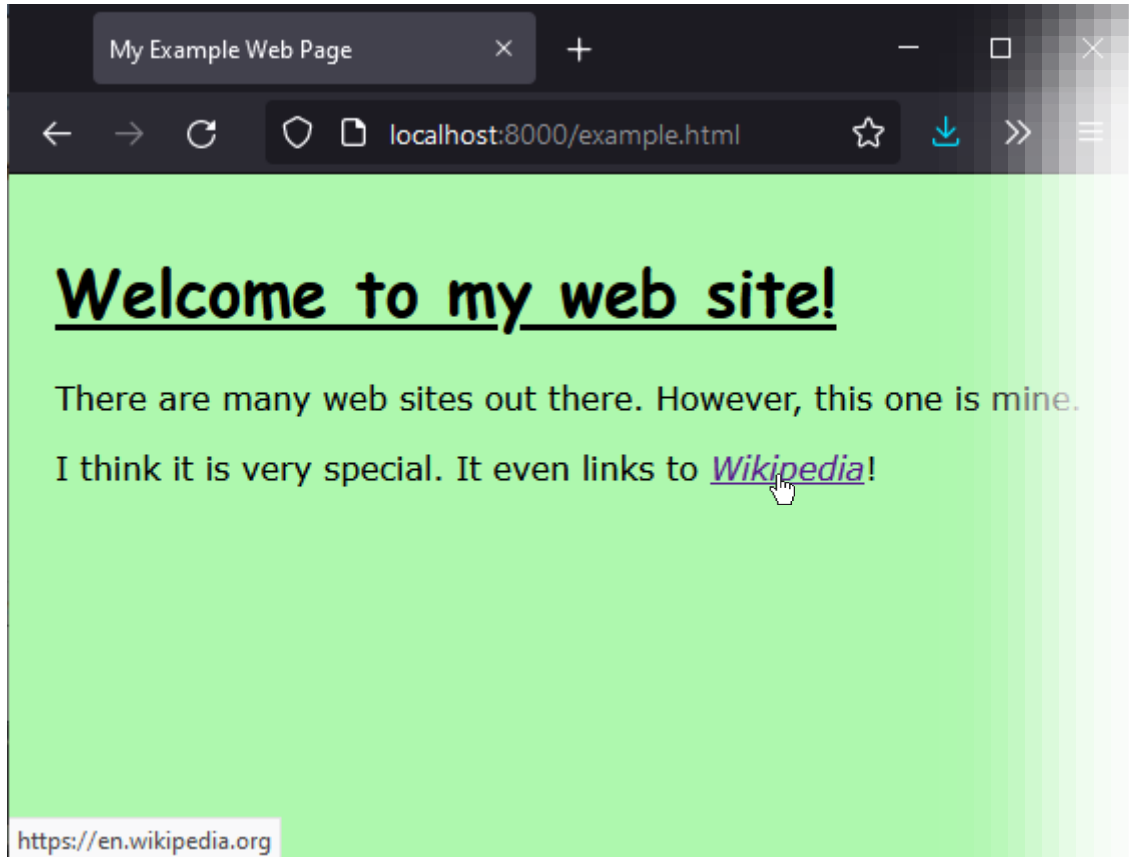 My Example Web Page
localhost:8000/example.html
Welcome to my web site!
There are many web sites out there. However, this one is mine.
I think it is very special. It even links to Wikipedia!
https://en.wikipedia.org